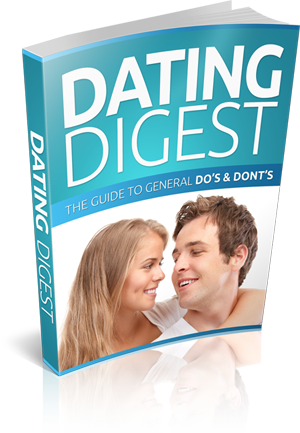 DATING
DIGEST
THE GUIDE TO GENERAL DO'S & DONT'S
DATING DIGEST